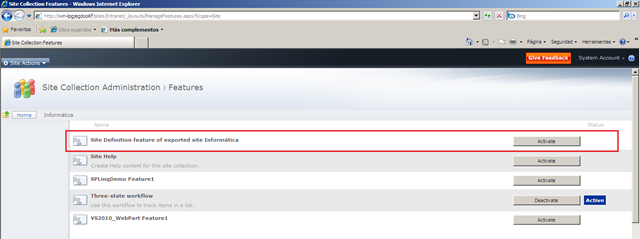 Site Collection Features - Windows Internet Explorer
/sites/Intranet/_layouts/ManageFeatures.aspx?Scope=Site
Bing
Favoritos
Sitios sugeridos
Más complementos
Site Collection Features
Página
Seguridad
Herramientas
Site Actions
Give Feedback
System Account
Site Collection Administration
Features
Home
Informática
Name
Status
Site Definition feature of exported site Informática
Activate
Site Help
Create Help content for this site collection.
Activate
SPLinqDemo Feature1
Activate
Three-state workflow
Use this workflow to track items in a list.
Deactivate
Active
VS2010_WebPart Feature1
Activate